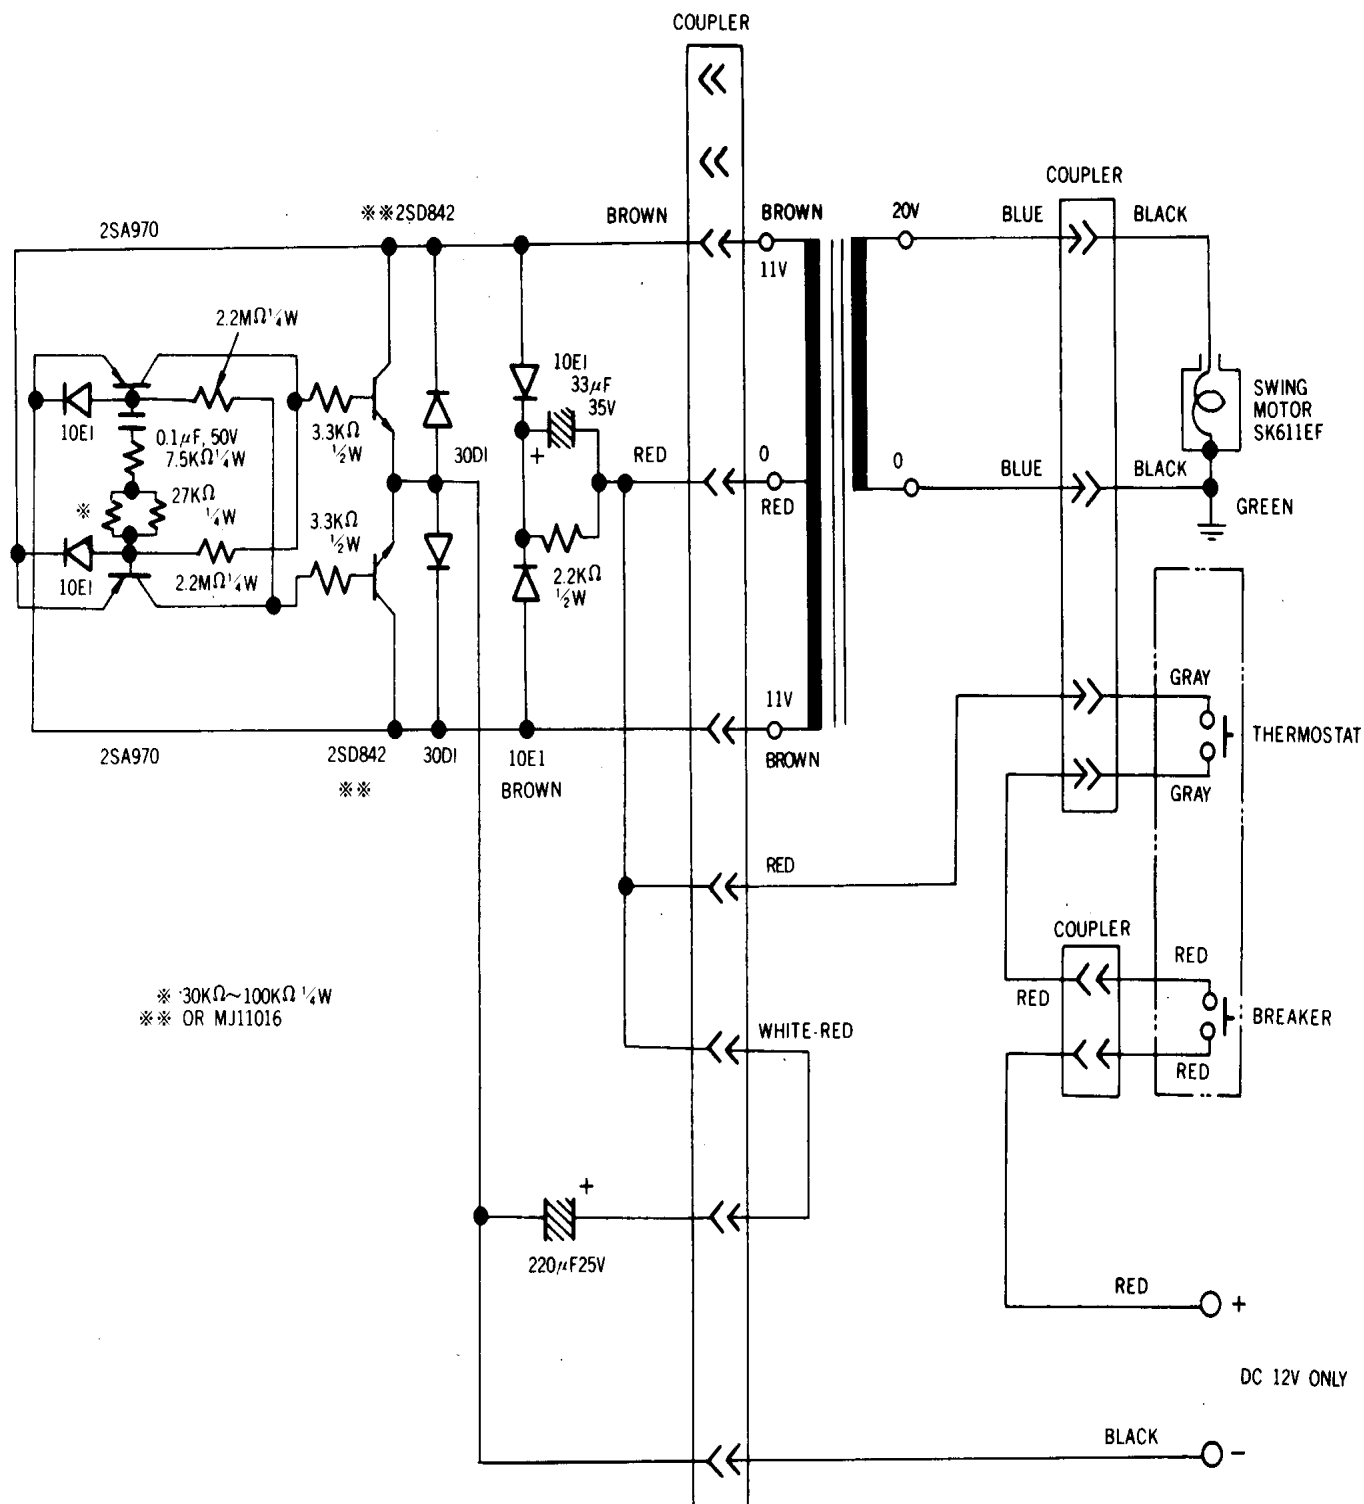 COUPLER
COUPLER
※※2SD842
BROWN
BROWN
20V
BLUE
BLACK
2SA970
11V
2.2MΩ¼W
10E1
33μF
35V
SWING
MOTOR
SK611EF
10E1
0.1μF, 50V
7.5KΩ¼W
3.3KΩ
½W
30D1
+
RED
0
RED
0
BLUE
BLACK
GREEN
※
27KΩ
¼W
3.3KΩ
½W
10E1
2.2MΩ¼W
2.2KΩ
½W
GRAY
11V
THERMOSTAT
2SA970
2SD842
※※
30D1
10E1
BROWN
BROWN
GRAY
RED
COUPLER
RED
RED
※ 30KΩ~100KΩ ¼W
※※ OR MJ11016
WHITE-RED
BREAKER
RED
+
220μF25V
RED
+
DC 12V ONLY
BLACK
-